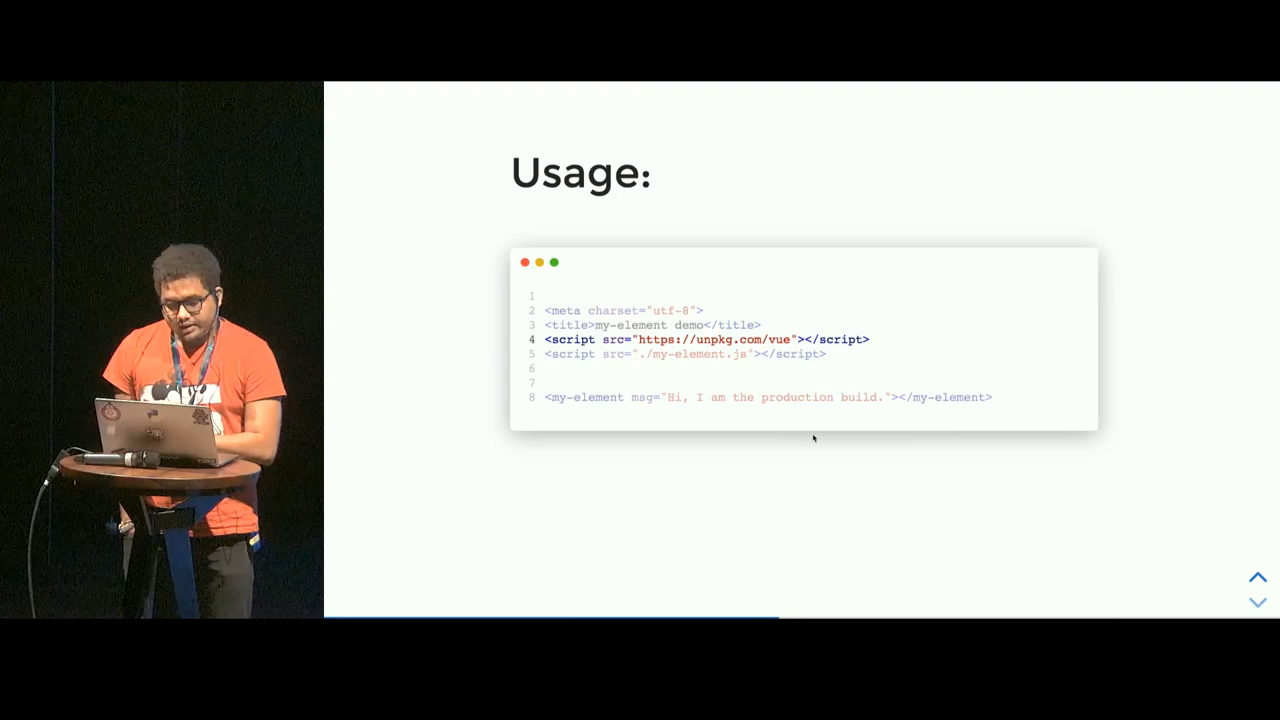 Usage:
1
2 <meta charset="utf-8">
3 <title>my-element demo</title>
4 <script src="https://unpkg.com/vue"></script>
5 <script src="./my-element.js"></script>
6
7
8 <my-element msg="Hi, I am the production build."></my-element>